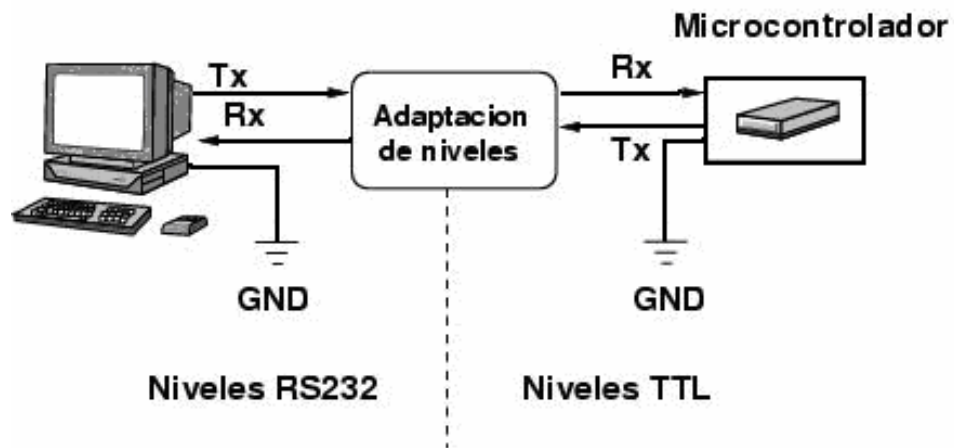 Microcontrolador
Tx
Rx
Adaptacion
de niveles
Rx
Tx
GND
GND
Niveles RS232
Niveles TTL